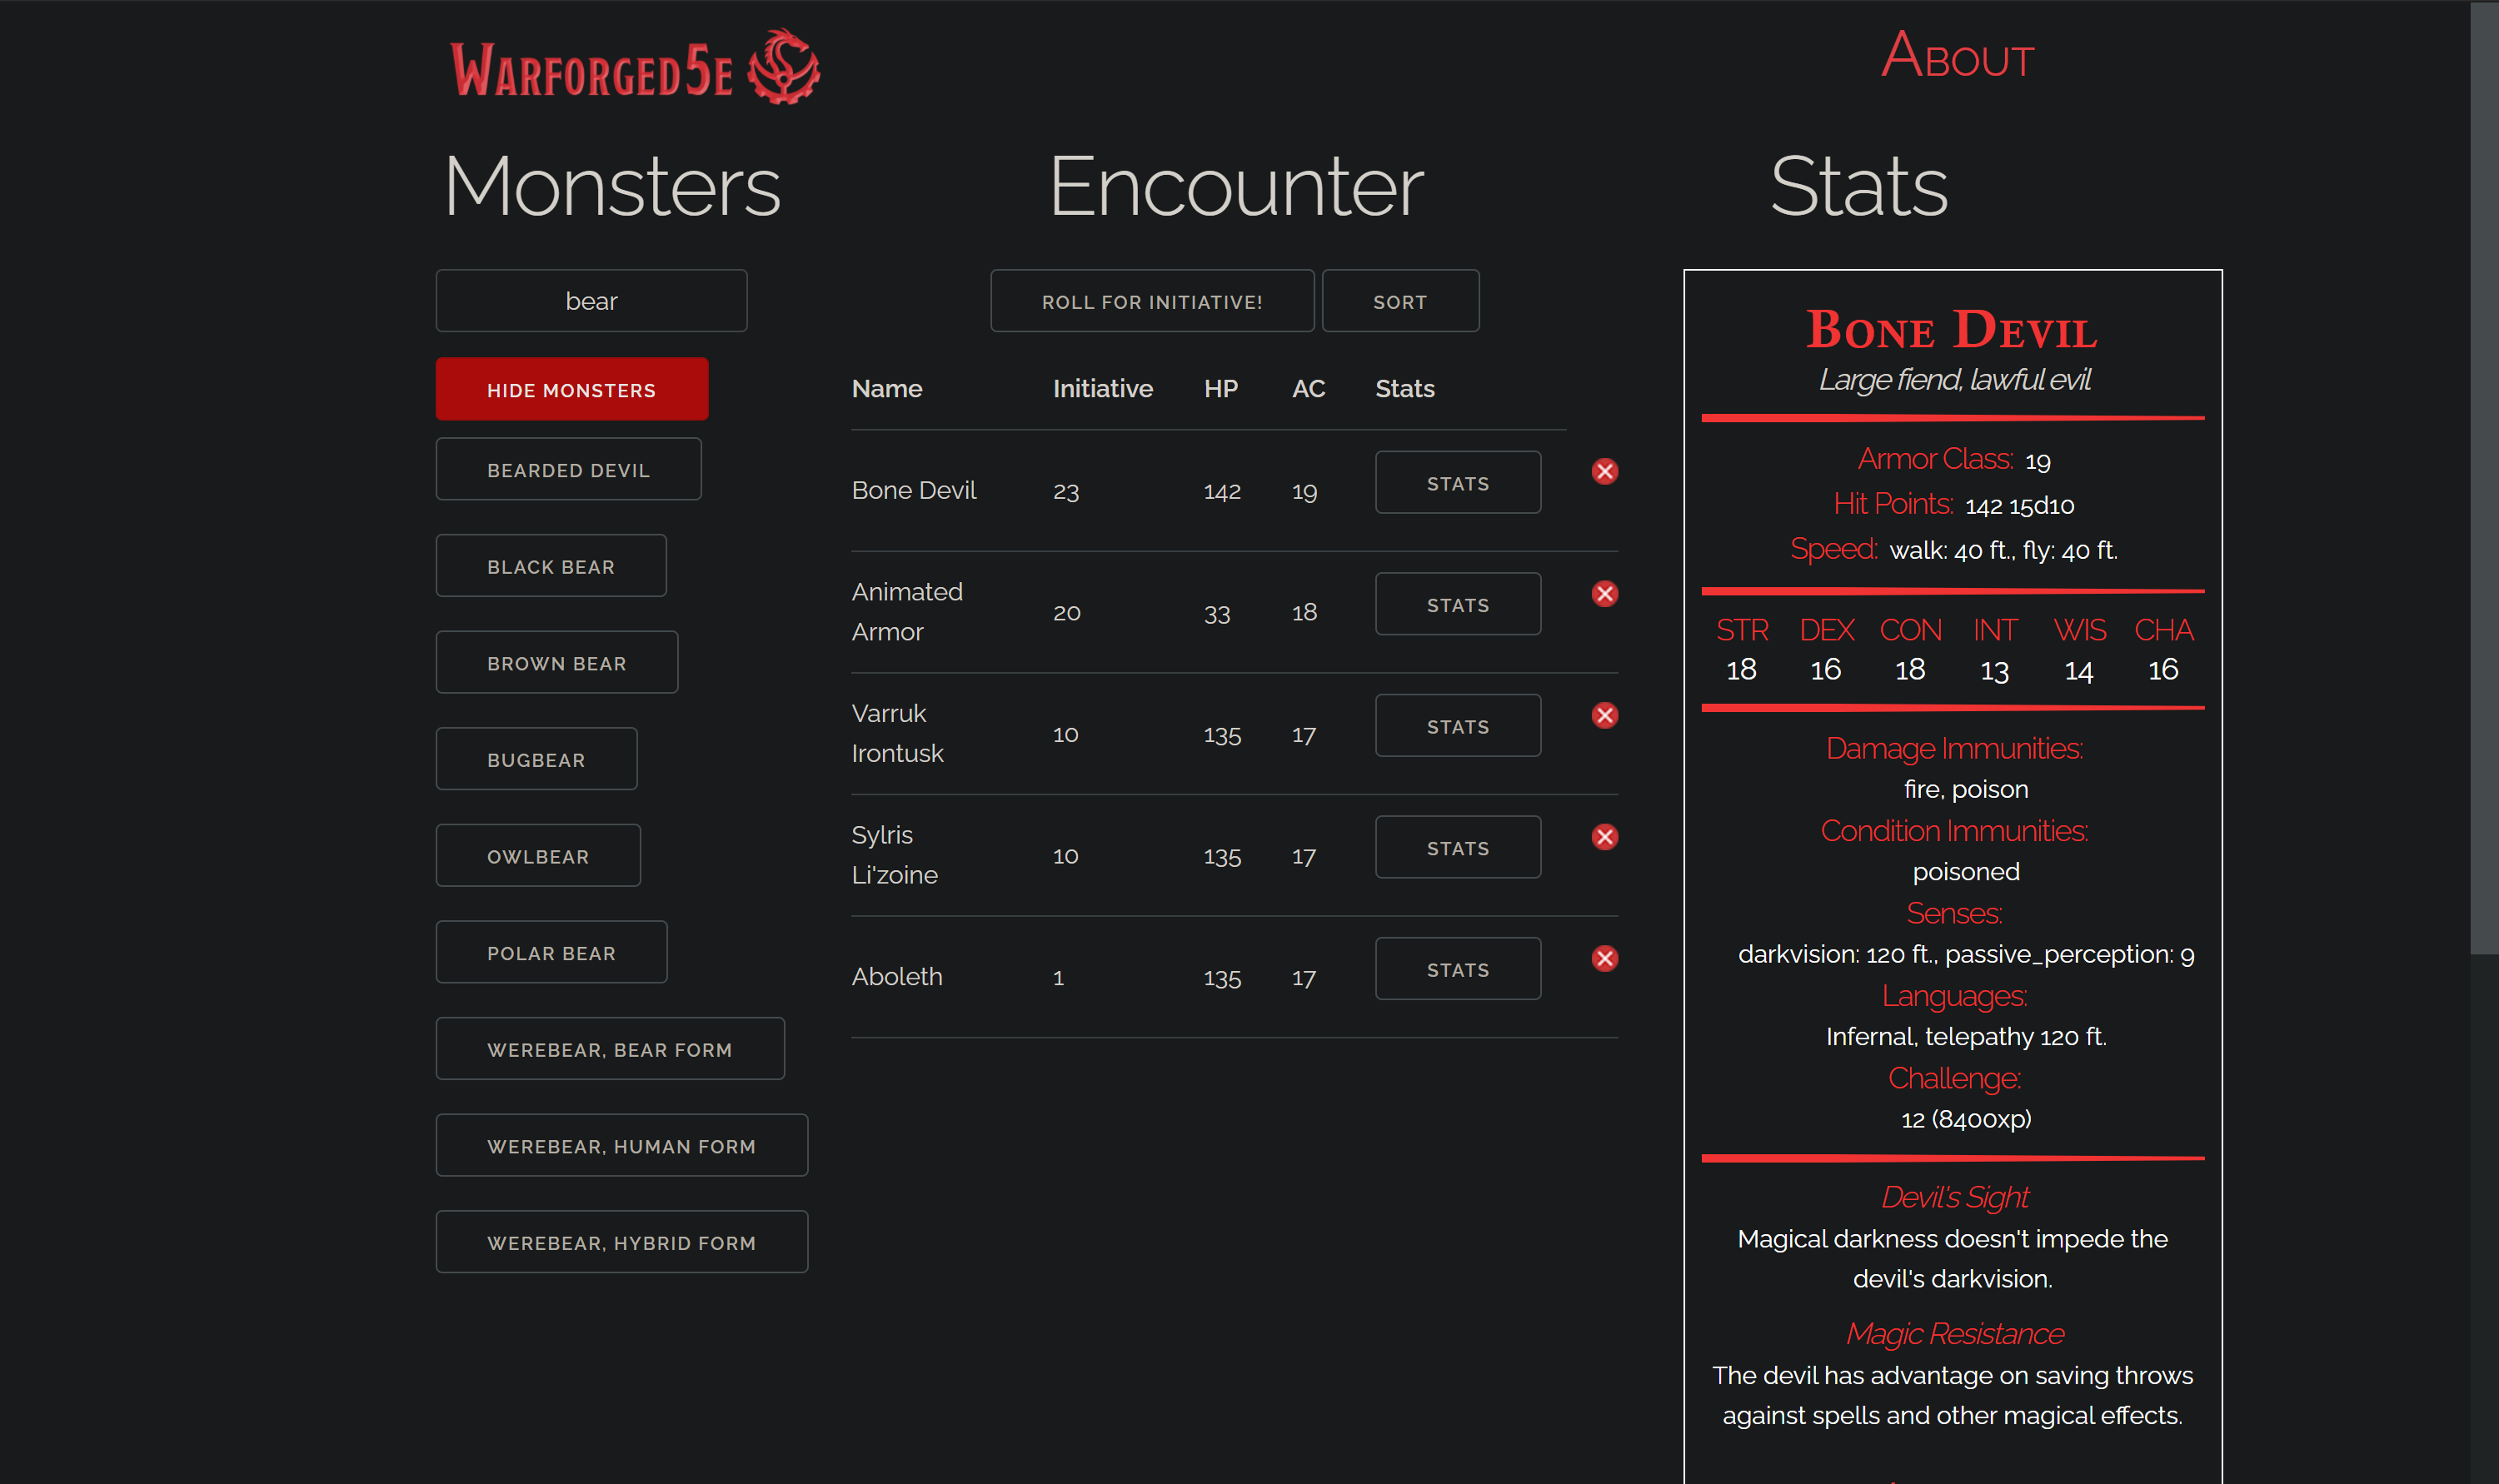 WARFORGED5E
ABOUT
Monsters
bear
HIDE MONSTERS
BEARDED DEVIL
BLACK BEAR
BROWN BEAR
BUGBEAR
OWLBEAR
POLAR BEAR
WEREBEAR, BEAR FORM
WEREBEAR, HUMAN FORM
WEREBEAR, HYBRID FORM
Encounter
ROLL FOR INITIATIVE! SORT
Name Initiative HP AC Stats
Bone Devil 23 142 19 STATS
Animated
Armor 20 33 18 STATS
Varruk
Irontusk 10 135 17 STATS
Sylris
Li'zoine 10 135 17 STATS
Aboleth 1 135 17 STATS
Stats
BONE DEVIL
Large fiend, lawful evil
Armor Class: 19
Hit Points: 142 15d10
Speed: walk: 40 ft., fly: 40 ft.
STR DEX CON INT WIS CHA
18 16 18 13 14 16
Damage Immunities:
fire, poison
Condition Immunities:
poisoned
Senses:
darkvision: 120 ft., passive_perception: 9
Languages:
Infernal, telepathy 120 ft.
Challenge:
12 (8400xp)
Devil's Sight
Magical darkness doesn't impede the
devil's darkvision.
Magic Resistance
The devil has advantage on saving throws
against spells and other magical effects.